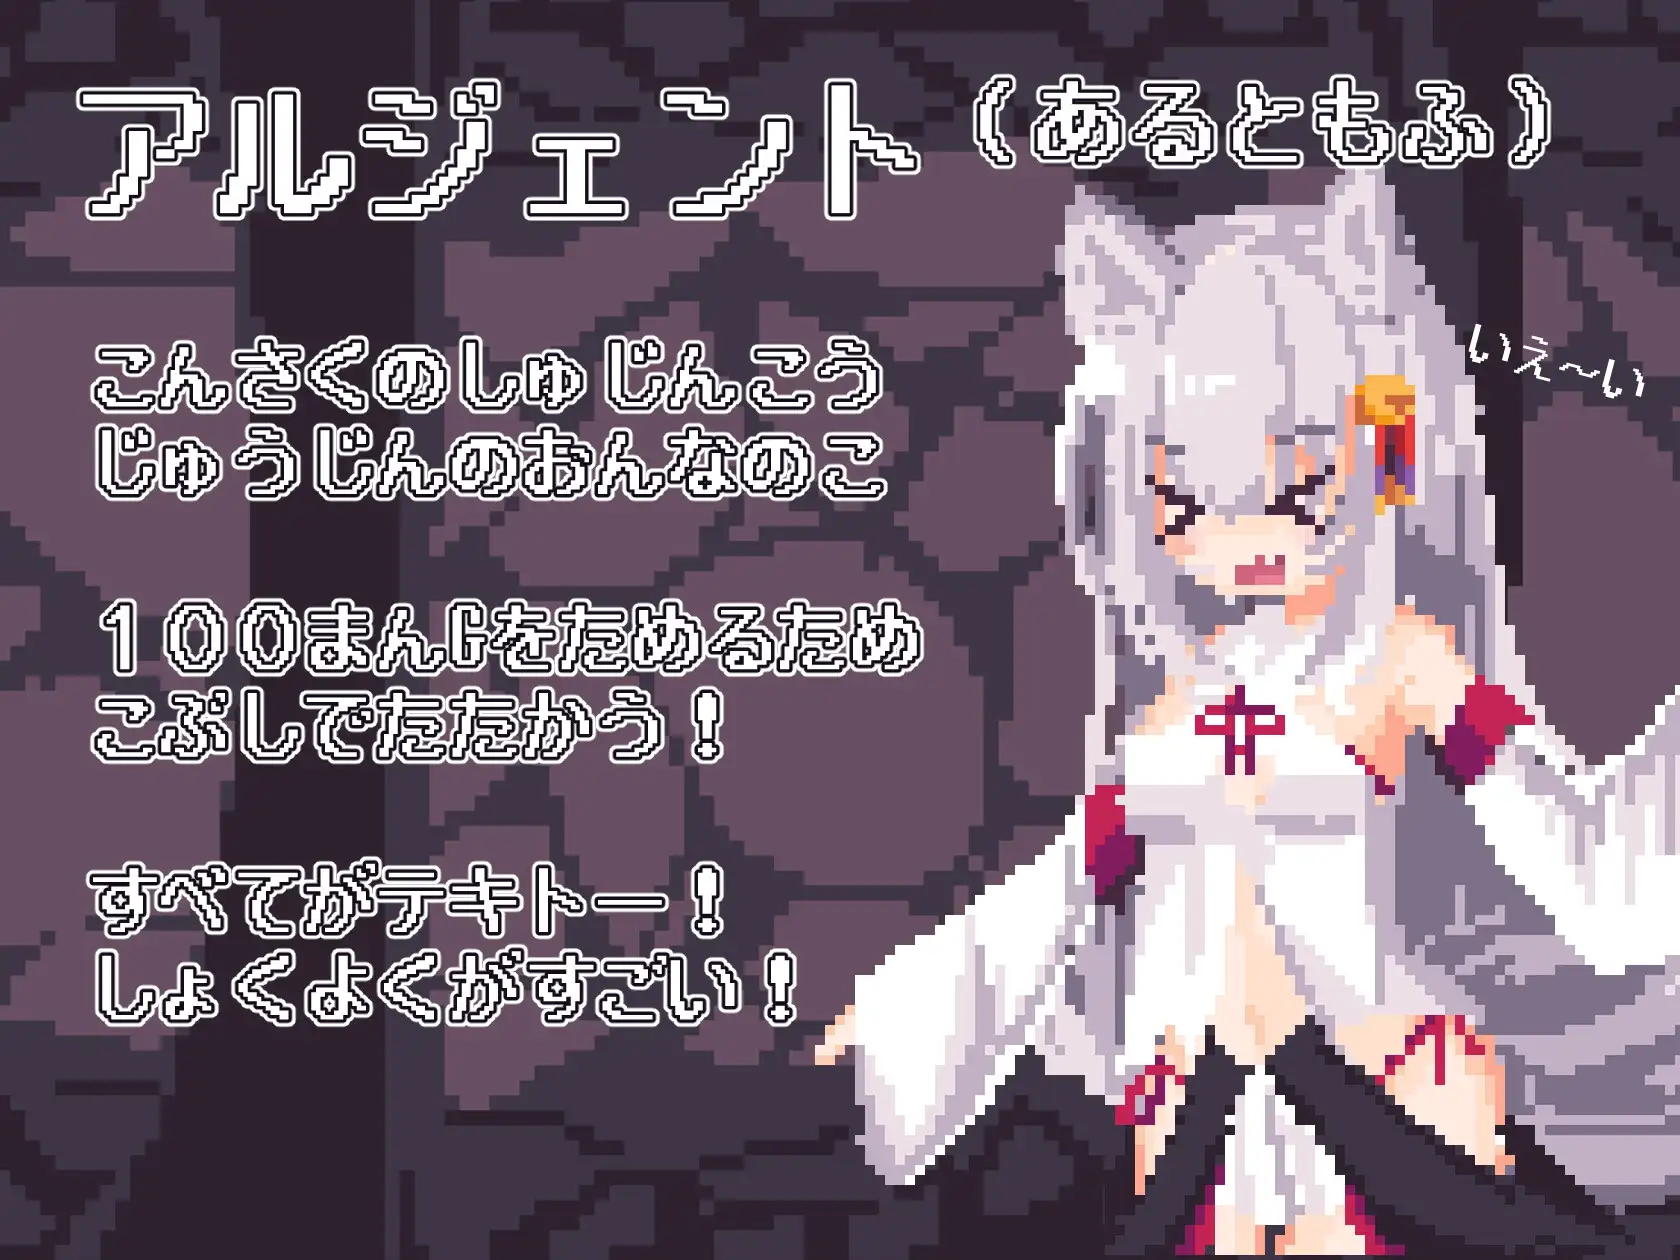 アルジェント（あるともふ）
いえ～い
こんさくのしゅじんこう
じゅうじんのおんなのこ
１００まんGをためるため
こぶしでたたかう！
すべてがテキトー！
しょくよくがすごい！